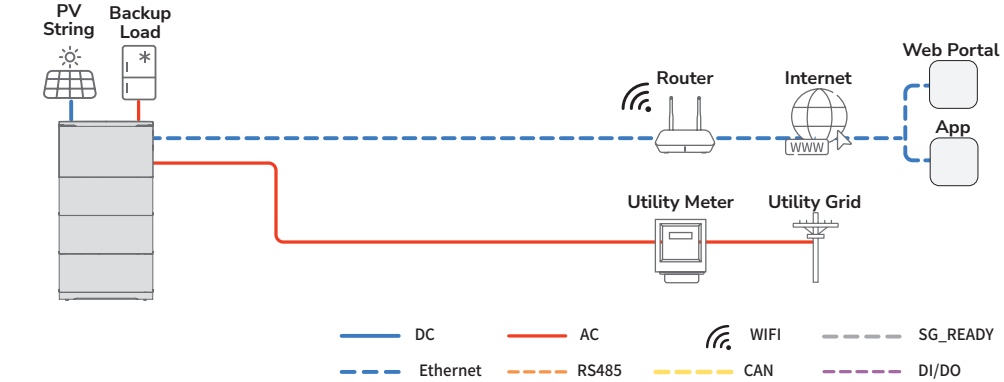 PV
String
Backup
Load
Web Portal
Router
Internet
App
WWW
Utility Meter
Utility Grid
DC
AC
WIFI
SG_READY
Ethernet
RS485
CAN
DI/DO